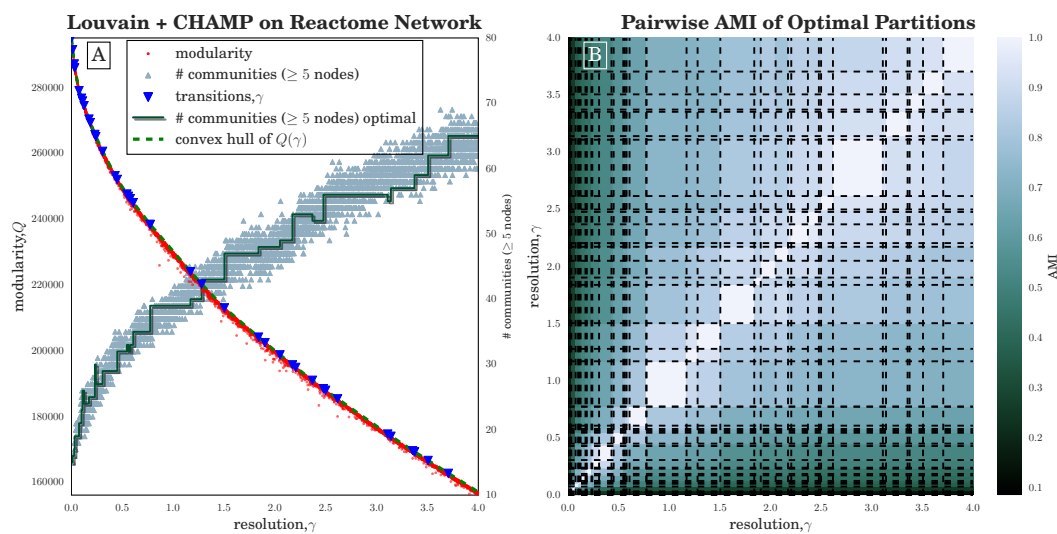 Louvain + CHAMP on Reactome Network
A
modularity
# communities (≥ 5 nodes)
transitions,γ
# communities (≥ 5 nodes) optimal
convex hull of Q(γ)
modularity,Q
280000
260000
240000
220000
200000
180000
160000
80
70
60
50
40
30
20
10
# communities (≥ 5 nodes)
0.0 0.5 1.0 1.5 2.0 2.5 3.0 3.5 4.0
resolution,γ
Pairwise AMI of Optimal Partitions
B
resolution,γ
4.0
3.5
3.0
2.5
2.0
1.5
1.0
0.5
0.0
0.0 0.5 1.0 1.5 2.0 2.5 3.0 3.5 4.0
resolution,γ
AMI
1.0
0.9
0.8
0.7
0.6
0.5
0.4
0.3
0.2
0.1